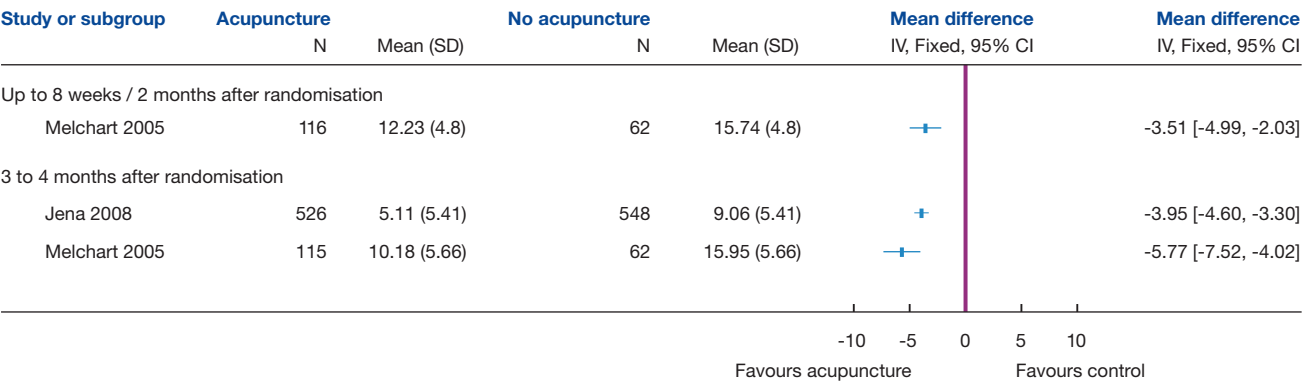 Study or subgroup Acupuncture No acupuncture Mean difference Mean difference
N Mean (SD) N Mean (SD) IV, Fixed, 95% CI IV, Fixed, 95% CI
Up to 8 weeks / 2 months after randomisation
Melchart 2005 116 12.23 (4.8) 62 15.74 (4.8) -3.51 [-4.99, -2.03]
3 to 4 months after randomisation
Jena 2008 526 5.11 (5.41) 548 9.06 (5.41) -3.95 [-4.60, -3.30]
Melchart 2005 115 10.18 (5.66) 62 15.95 (5.66) -5.77 [-7.52, -4.02]
-10 -5 0 5 10
Favours acupuncture Favours control